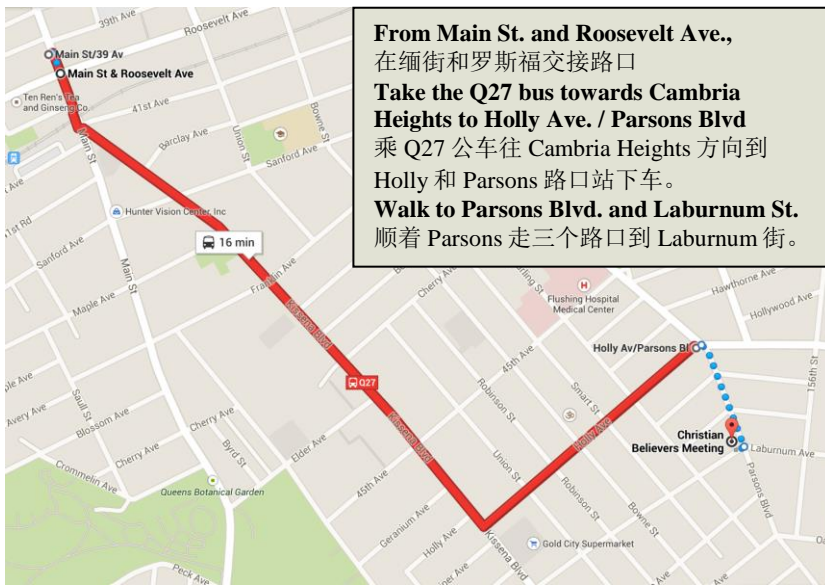 From Main St. and Roosevelt Ave.,
在缅街和罗斯福交接路口
Take the Q27 bus towards Cambria
Heights to Holly Ave. / Parsons Blvd
乘 Q27 公车往 Cambria Heights 方向到
Holly 和 Parsons 路口站下车。
Walk to Parsons Blvd. and Laburnum St.
顺着 Parsons 走三个路口到 Laburnum 街。
39th Ave
Main St/39 Av
Main St & Roosevelt Ave
Ten Ren's Tea
and Ginseng Co.
41st Ave
Main St
Barclay Ave
Union St
Bowne St
Sanford Ave
Hunter Vision Center, Inc
16 min
Sanford Ave
Maple Ave
Main St
Franklin Ave
Kissena Blvd
Cherry Ave
H
Flushing Hospital
Medical Center
Hawthorne Ave
Hollywood Ave
Holly Av/Parsons Bl
45th Ave
Q27
Robinson St
Smart St
156th St
Avery Ave
Blossom Ave
Saull St
Cherry Ave
Byrd St
Elder Ave
Kissena Blvd
Holly Ave
Christian
Believers Meeting
Laburnum Ave
Crommelin Ave
Cherry Ave
Queens Botanical Garden
45th Ave
Union St
Robinson St
Bowne St
Parsons Blvd
Geranium Ave
Holly Ave
Kissena Blvd
Gold City Supermarket
Peck Ave